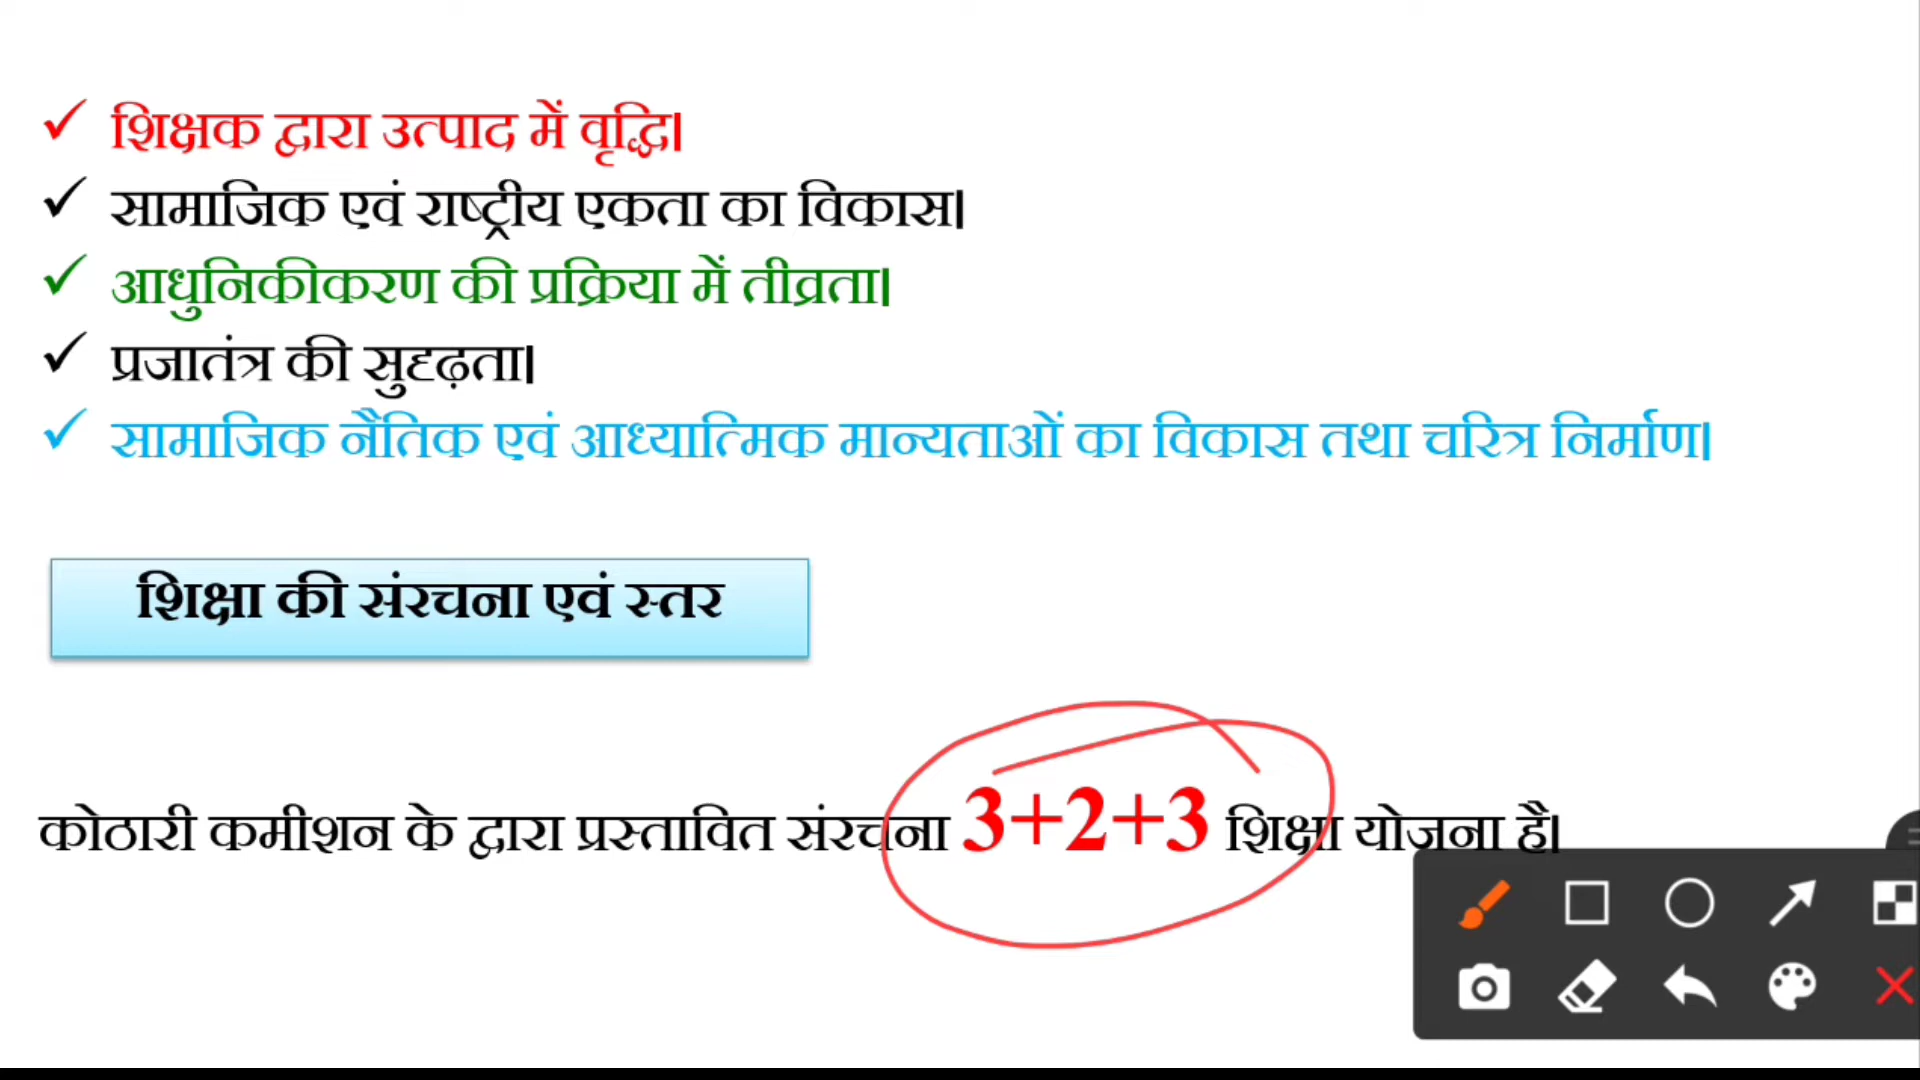 शिक्षक द्वारा उत्पाद में वृद्धि।
सामाजिक एवं राष्ट्रीय एकता का विकास।
आधुनिकीकरण की प्रक्रिया में तीव्रता।
प्रजातंत्र की सुदृढ़ता।
सामाजिक नैतिक एवं आध्यात्मिक मान्यताओं का विकास तथा चरित्र निर्माण।
शिक्षा की संरचना एवं स्तर
कोठारी कमीशन के द्वारा प्रस्तावित संरचना 3+2+3 शिक्षा योजना है।